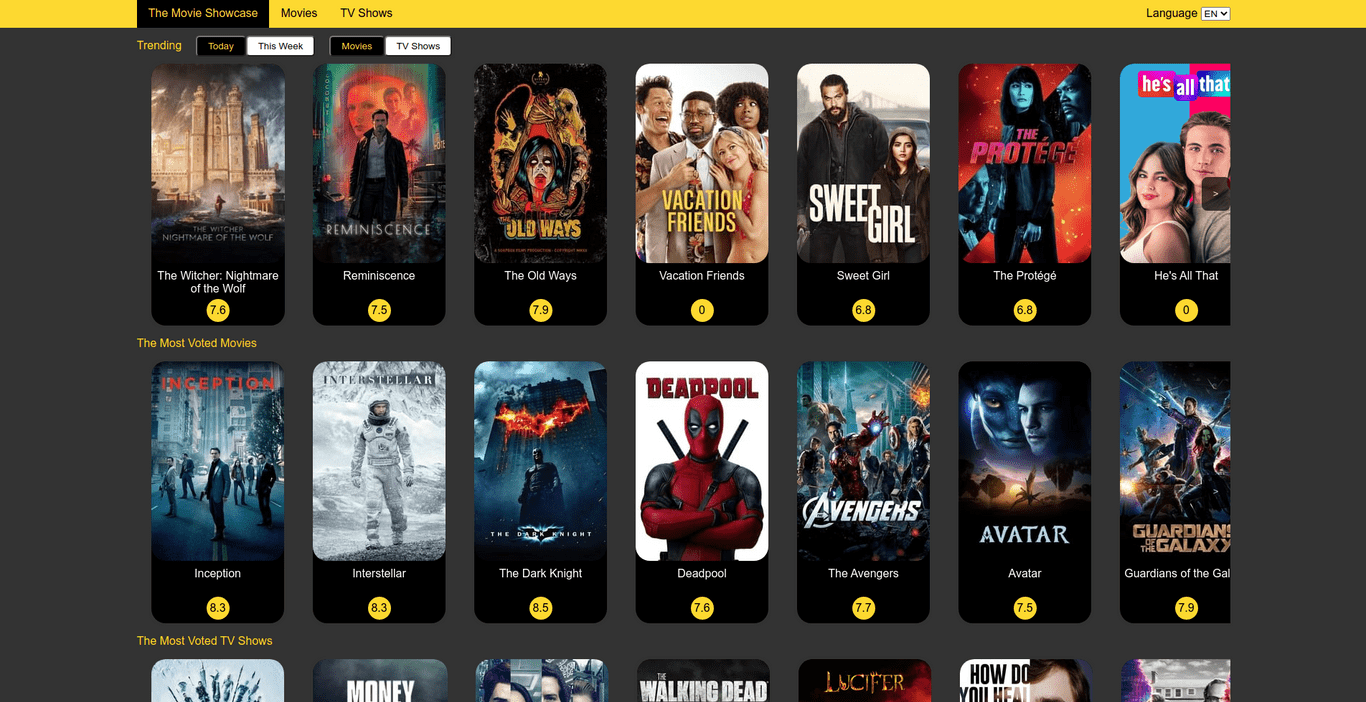 The Movie Showcase
Movies
TV Shows
Language EN
Trending
Today
This Week
Movies
TV Shows
THE WITCHER
NIGHTMARE OF THE WOLF
REMINISCENCE
THE
OLD WAYS
VACATION
FRIENDS
SWEET
GIRL
THE
PROTÉGÉ
he's all that
>
The Witcher: Nightmare
of the Wolf
Reminiscence
The Old Ways
Vacation Friends
Sweet Girl
The Protégé
He's All That
7.6
7.5
7.9
0
6.8
6.8
0
The Most Voted Movies
INCEPTION
INTERSTELLAR
THE DARK KNIGHT
DEADPOOL
AVENGERS
AVATAR
GUARDIANS
OF THE
GALAXY
Inception
Interstellar
The Dark Knight
Deadpool
The Avengers
Avatar
Guardians of the Gal
8.3
8.3
8.5
7.6
7.7
7.5
7.9
The Most Voted TV Shows
MONEY
THE
WALKING DEAD
LUCIFER
HOW DO
YOU HEA